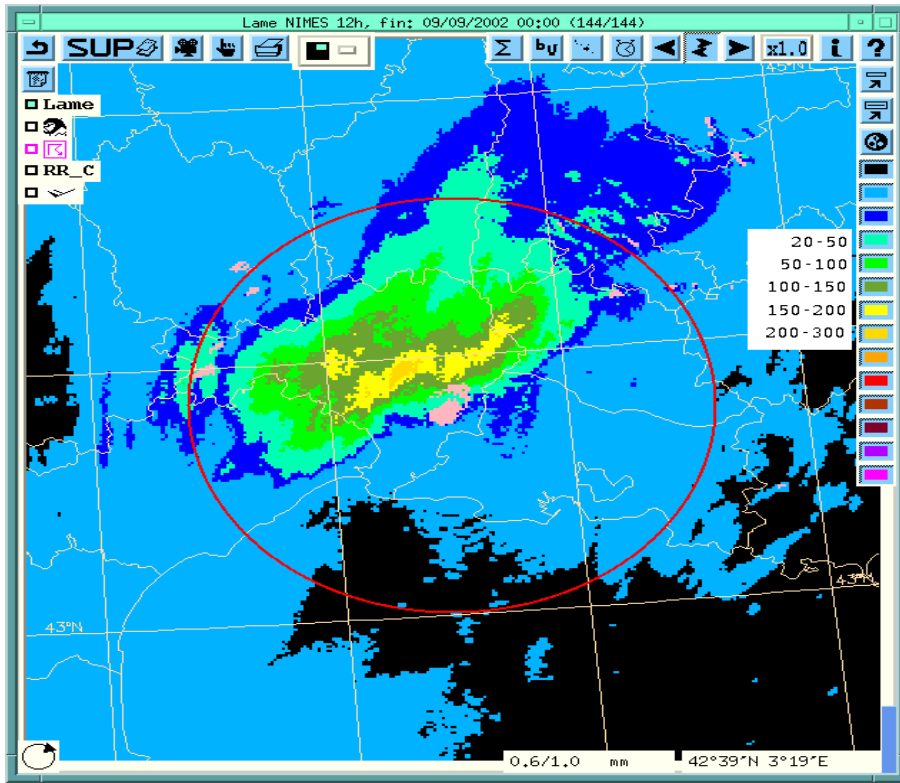 Lame NIMES 12h, fin: 09/09/2002 00:00 (144/144)
SUP Σ bU x1.0 i ?
45°N
Lame
RR_C
20-50
50-100
100-150
150-200
200-300
43°N
43°N
0.6/1.0 mm 42°39"N 3°19"E